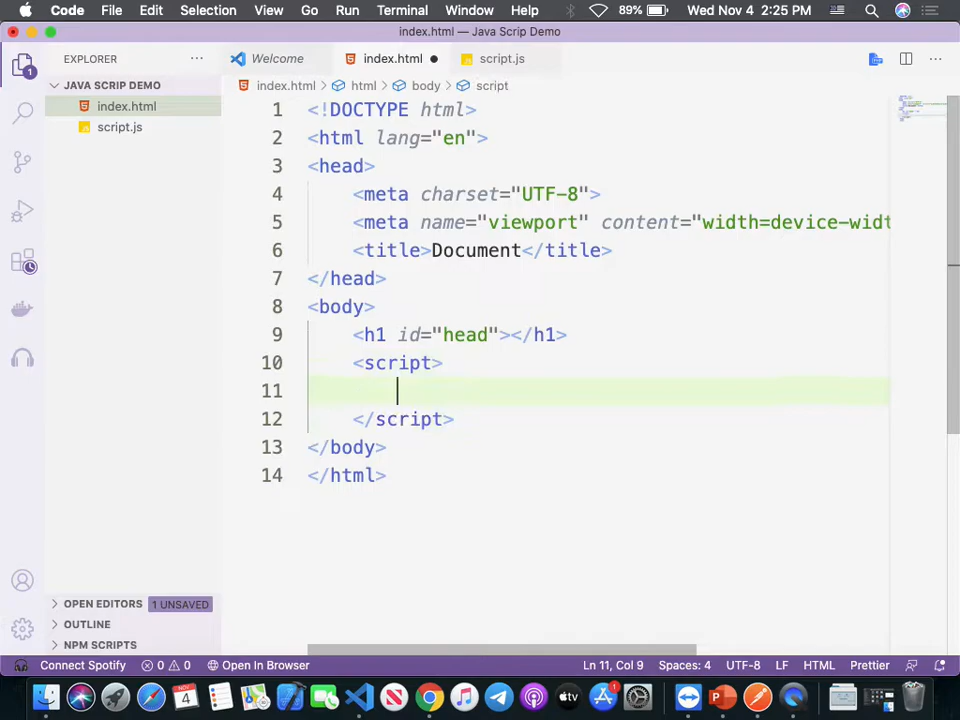 Code File Edit Selection View Go Run Terminal Window Help 89% Wed Nov 4 2:25 PM
index.html — Java Scrip Demo
EXPLORER
Welcome index.html script.js
JAVA SCRIP DEMO
index.html > html > body > script
index.html
script.js
1 <!DOCTYPE html>
2 <html lang="en">
3 <head>
4 <meta charset="UTF-8">
5 <meta name="viewport" content="width=device-widt
6 <title>Document</title>
7 </head>
8 <body>
9 <h1 id="head"></h1>
10 <script>
11
12 </script>
13 </body>
14 </html>
OPEN EDITORS 1 UNSAVED
OUTLINE
NPM SCRIPTS
Connect Spotify 0 0 Open In Browser Ln 11, Col 9 Spaces: 4 UTF-8 LF HTML Prettier